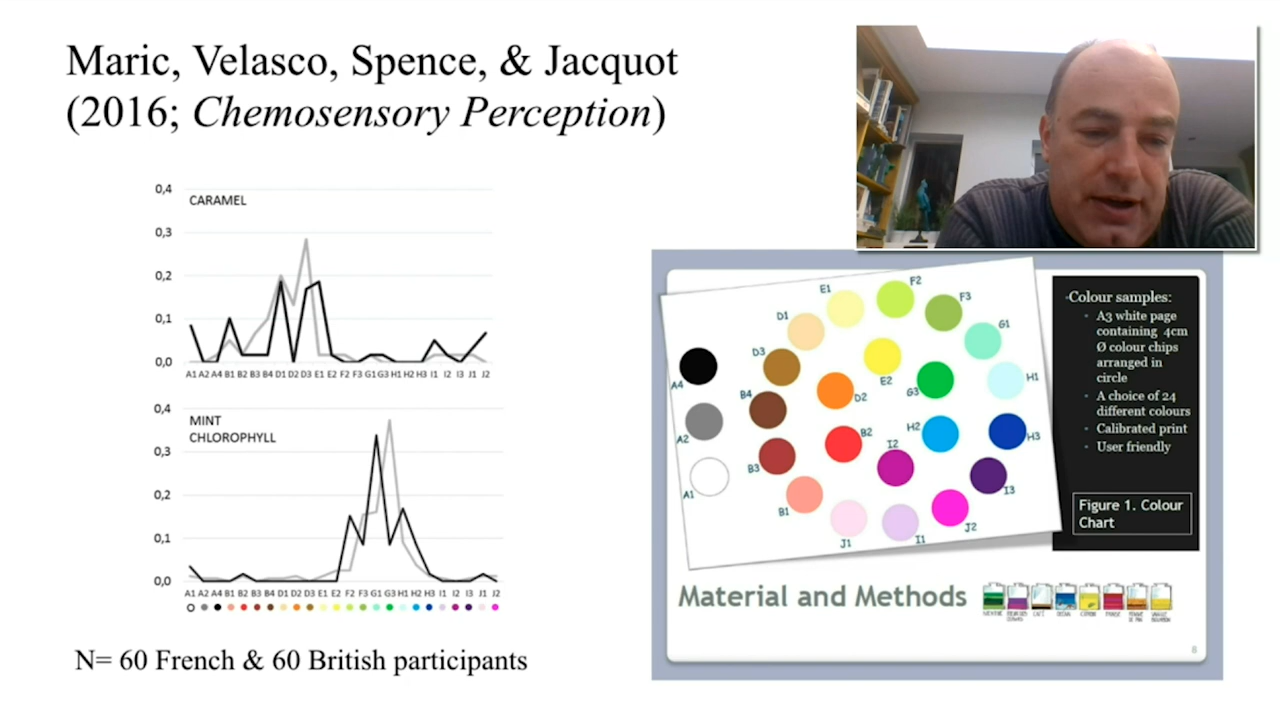 Maric, Velasco, Spence, & Jacquot
(2016; Chemosensory Perception)
0,4
CARAMEL
0,3
0,2
0,1
0,0
A1 A2 A4 B1 B2 B3 B4 D1 D2 D3 E1 E2 F2 F3 G1 G3 H1 H2 H3 I1 I2 I3 J1 J2
0,4
MINT
CHLOROPHYLL
0,3
0,2
0,1
0,0
A1 A2 A4 B1 B2 B3 B4 D1 D2 D3 E1 E2 F2 F3 G1 G3 H1 H2 H3 I1 I2 I3 J1 J2
N= 60 French & 60 British participants
F2
E1
F3
D1
G1
D3
E2
H1
A4
B4
D2
G3
A2
B2
H2
H3
I2
B3
A1
I3
B1
J2
J1
I1
Colour samples:
A3 white page
containing 4cm
Ø colour chips
arranged in
circle
A choice of 24
different colours
Calibrated print
User friendly
Figure 1. Colour
Chart
Material and Methods
8